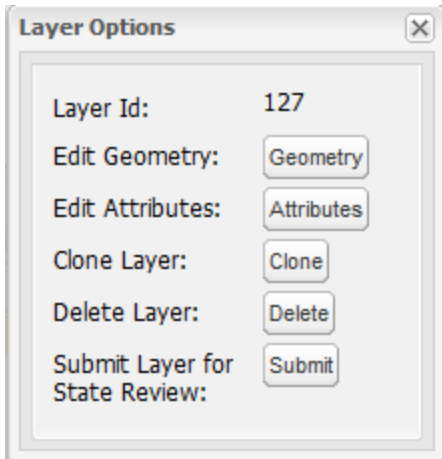 Layer Options
Layer Id: 127
Edit Geometry: Geometry
Edit Attributes: Attributes
Clone Layer: Clone
Delete Layer: Delete
Submit Layer for Submit
State Review: